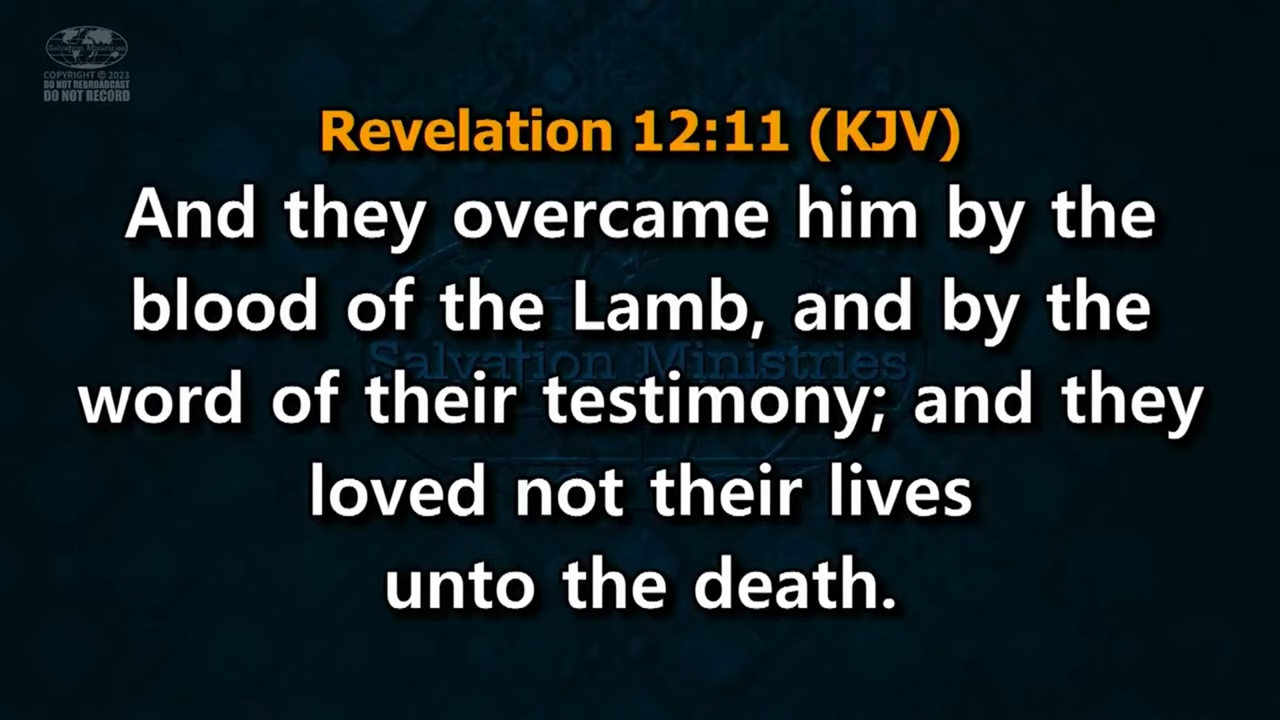 Salvation Ministries
COPYRIGHT © 2023
DO NOT REBROADCAST
DO NOT RECORD
Revelation 12:11 (KJV)
And they overcame him by the
blood of the Lamb, and by the
Salvation Ministries
word of their testimony; and they
loved not their lives
unto the death.